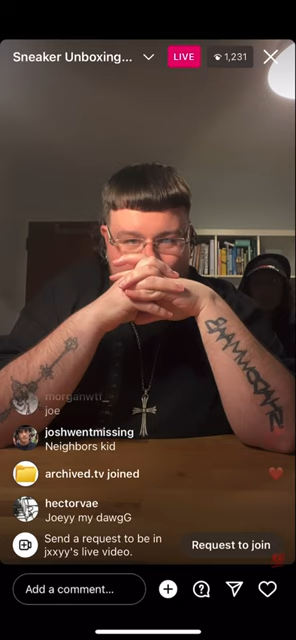 Sneaker Unboxing...
LIVE
1,231
morganwtf_
joe
joshwentmissing
Neighbors kid
archived.tv joined
hectorvae
Joeyy my dawgG
Send a request to be in
jxxyy's live video.
Request to join
Add a comment...